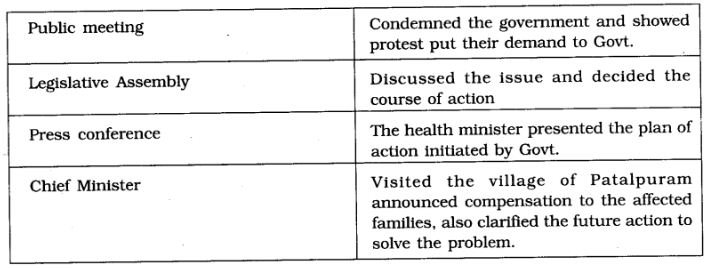 Public meeting
Condemned the government and showed
protest put their demand to Govt.
Legislative Assembly
Discussed the issue and decided the
course of action
Press conference
The health minister presented the plan of
action initiated by Govt.
Chief Minister
Visited the village of Patalpuram
announced compensation to the affected
families, also clarified the future action to
solve the problem.